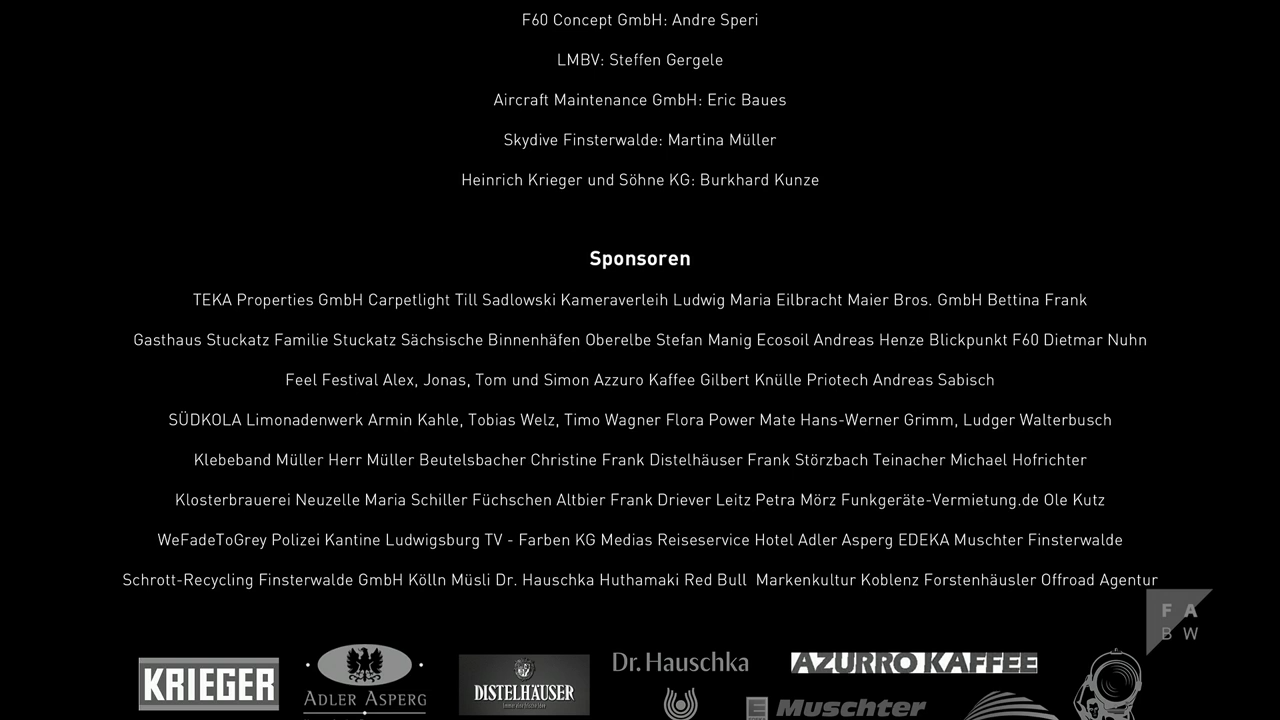 F60 Concept GmbH: Andre Speri
LMBV: Steffen Gergele
Aircraft Maintenance GmbH: Eric Baues
Skydive Finsterwalde: Martina Müller
Heinrich Krieger und Söhne KG: Burkhard Kunze
Sponsoren
TEKA Properties GmbH Carpetlight Till Sadlowski Kameraverleih Ludwig Maria Eilbracht Maier Bros. GmbH Bettina Frank
Gasthaus Stuckatz Familie Stuckatz Sächsische Binnenhäfen Oberelbe Stefan Manig Ecosoil Andreas Henze Blickpunkt F60 Dietmar Nuhn
Feel Festival Alex, Jonas, Tom und Simon Azzuro Kaffee Gilbert Knülle Priotech Andreas Sabisch
SÜDKOLA Limonadenwerk Armin Kahle, Tobias Welz, Timo Wagner Flora Power Mate Hans-Werner Grimm, Ludger Walterbusch
Klebeband Müller Herr Müller Beutelsbacher Christine Frank Distelhäuser Frank Störzbach Teinacher Michael Hofrichter
Klosterbrauerei Neuzelle Maria Schiller Füchschen Altbier Frank Driever Leitz Petra Mörz Funkgeräte-Vermietung.de Ole Kutz
WeFadeToGrey Polizei Kantine Ludwigsburg TV - Farben KG Medias Reiseservice Hotel Adler Asperg EDEKA Muschter Finsterwalde
Schrott-Recycling Finsterwalde GmbH Kölln Müsli Dr. Hauschka Huthamaki Red Bull Markenkultur Koblenz Forstenhäusler Offroad Agentur
FA
BW
KRIEGER
ADLER ASPERG
DISTELHÄUSER
Dr. Hauschka
AZURRO KAFFEE
E Muschter